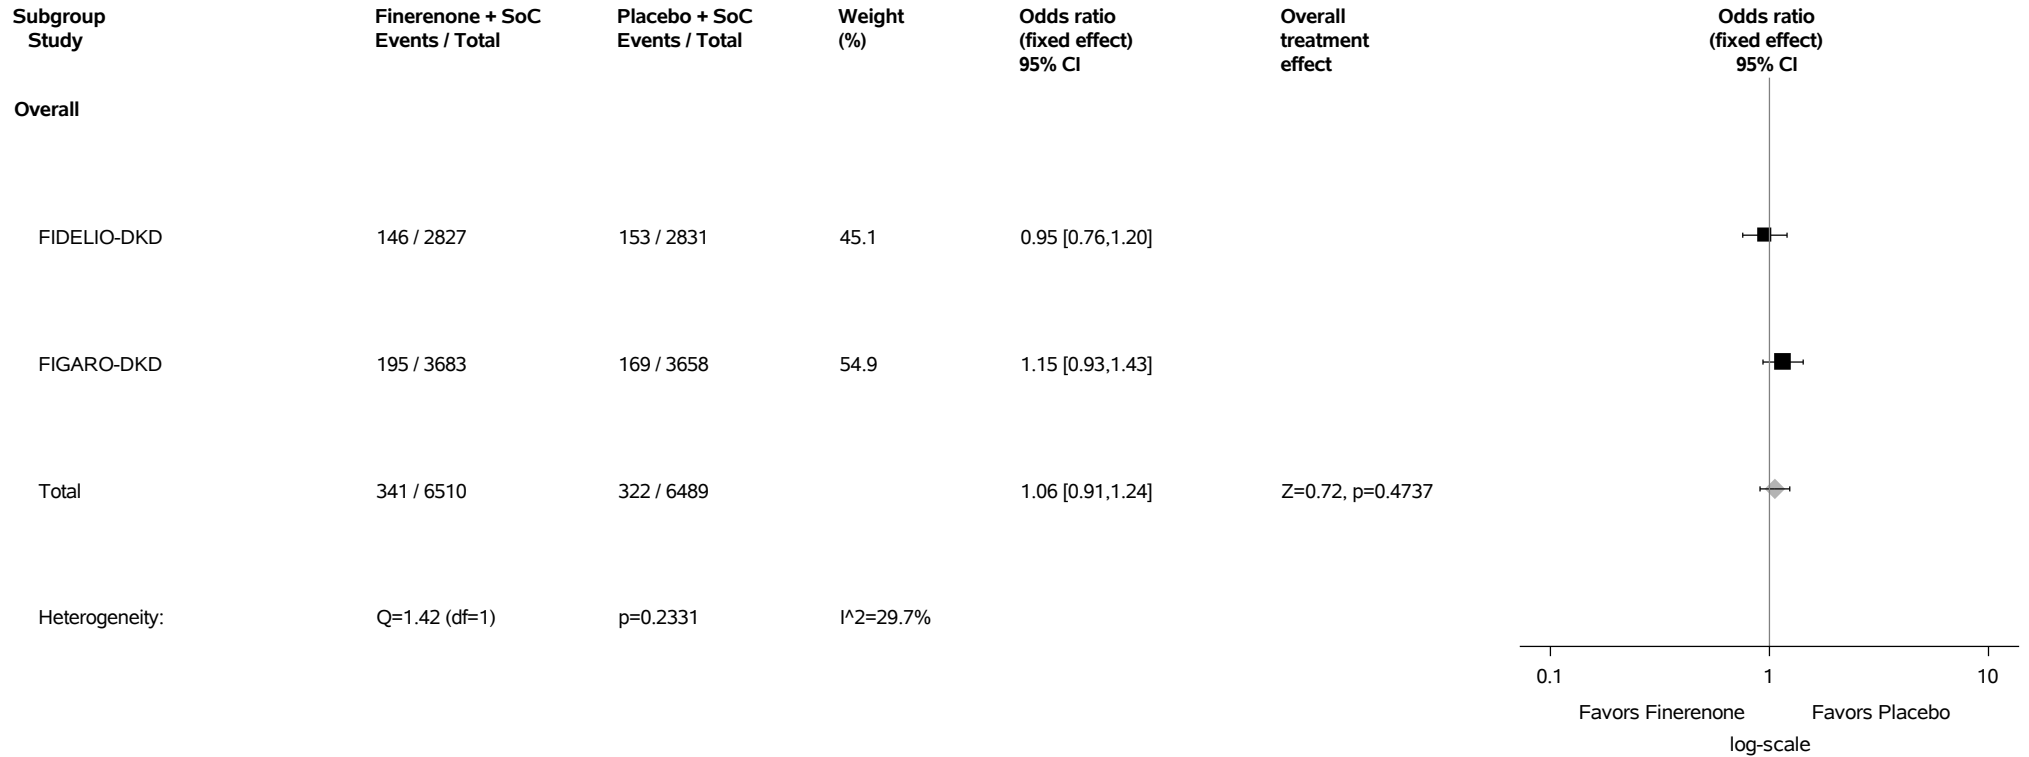 Subgroup Finerenone + SoC Placebo + SoC Weight Odds ratio Overall Odds ratio
Study Events / Total Events / Total (%) (fixed effect) treatment (fixed effect)
95% CI effect 95% CI
Overall
FIDELIO-DKD 146 / 2827 153 / 2831 45.1 0.95 [0.76,1.20]
FIGARO-DKD 195 / 3683 169 / 3658 54.9 1.15 [0.93,1.43]
Total 341 / 6510 322 / 6489 1.06 [0.91,1.24] Z=0.72, p=0.4737
Heterogeneity: Q=1.42 (df=1) p=0.2331 I^2=29.7%
0.1 1 10
Favors Finerenone Favors Placebo
log-scale